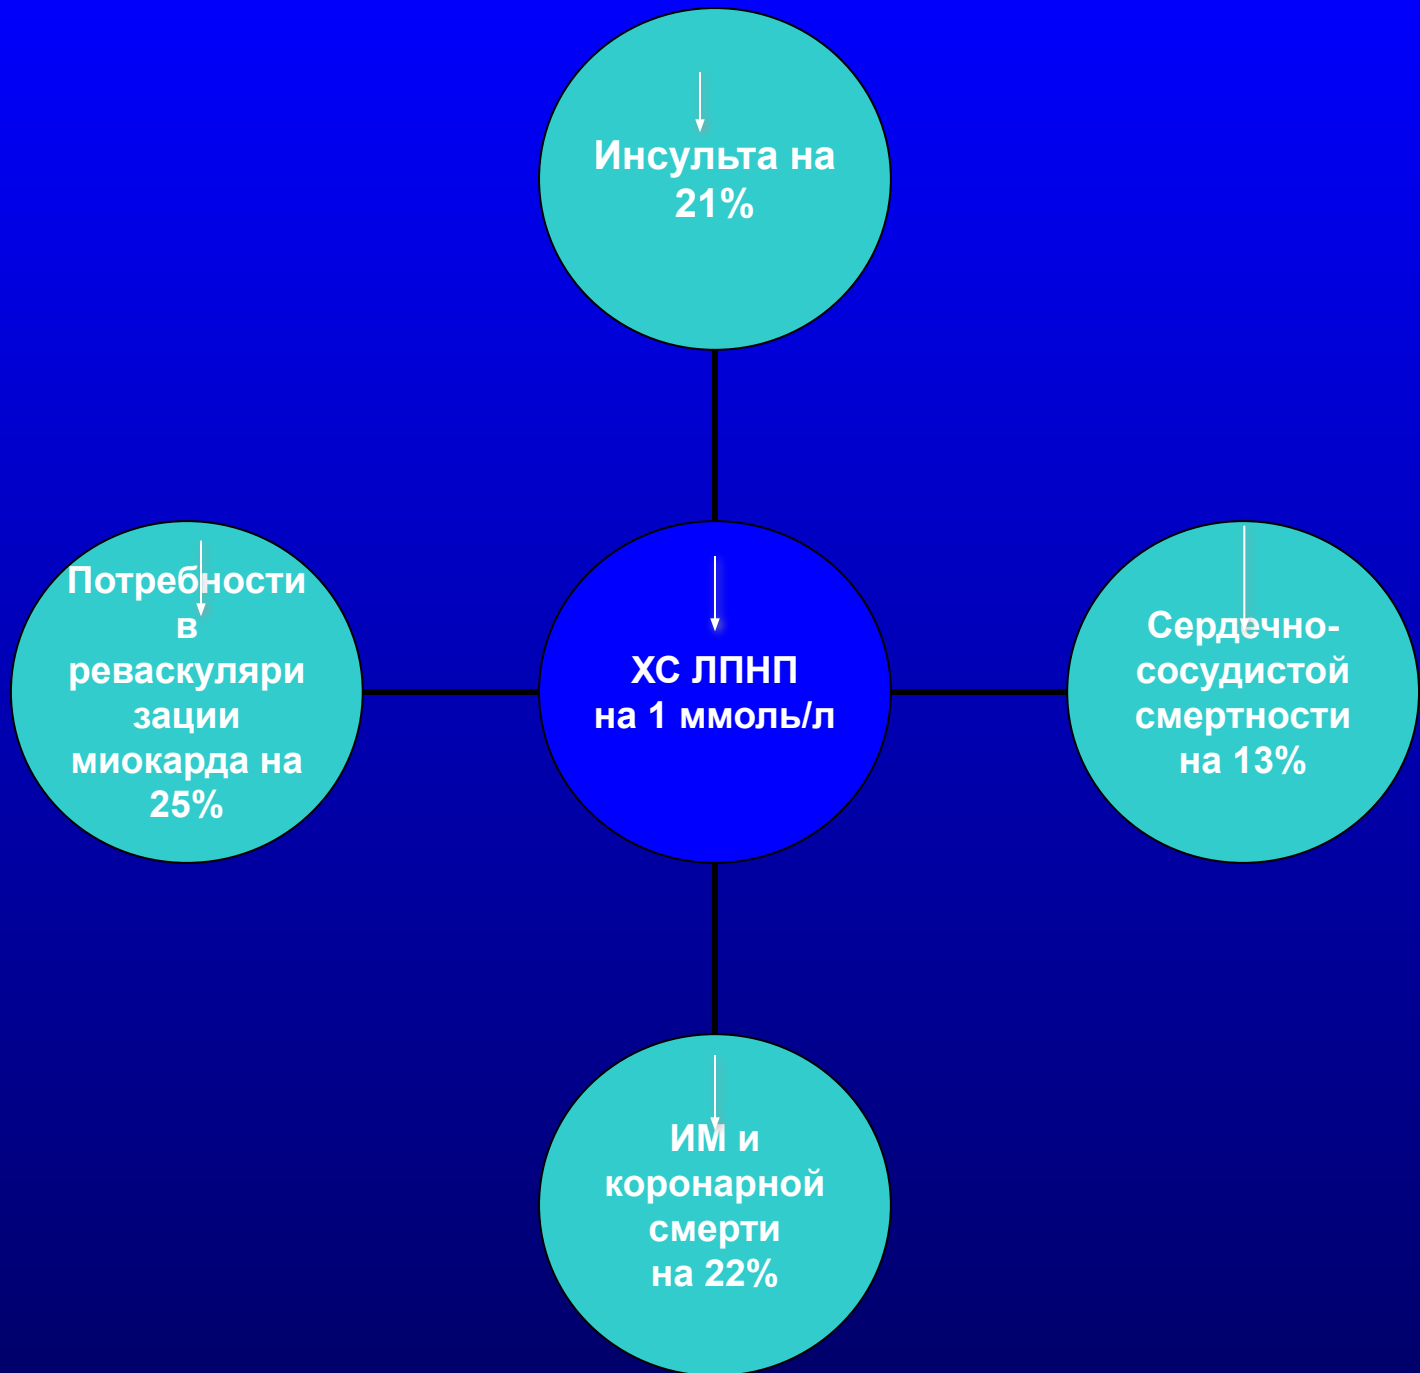 Инсульта на
21%
Потребности
в
реваскуляри
зации
миокарда на
25%
ХС ЛПНП
на 1 ммоль/л
Сердечно-
сосудистой
смертности
на 13%
ИМ и
коронарной
смерти
на 22%